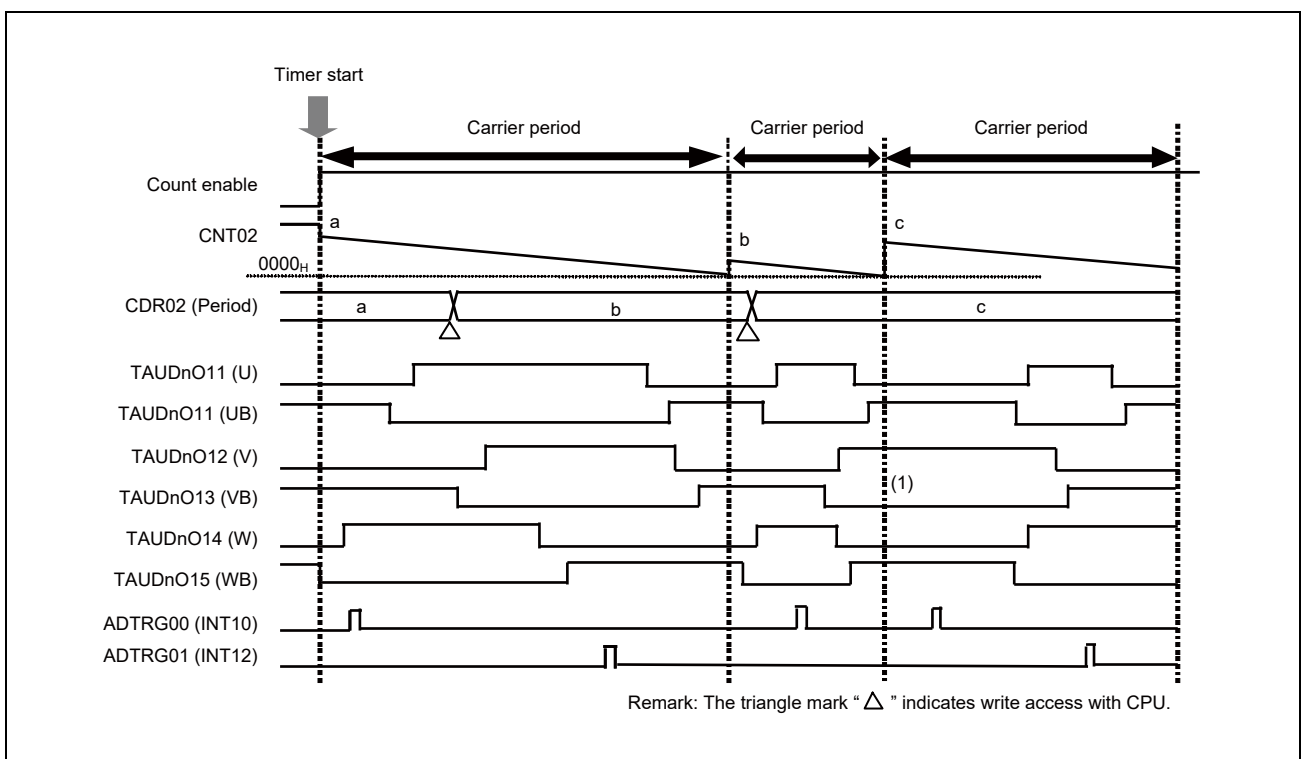 Timer start
Carrier period Carrier period Carrier period
Count enable
a b c
CNT02
0000H
CDR02 (Period) a b c
TAUDnO11 (U)
TAUDnO11 (UB)
TAUDnO12 (V)
TAUDnO13 (VB) (1)
TAUDnO14 (W)
TAUDnO15 (WB)
ADTRG00 (INT10)
ADTRG01 (INT12)
Remark: The triangle mark “ △ ” indicates write access with CPU.